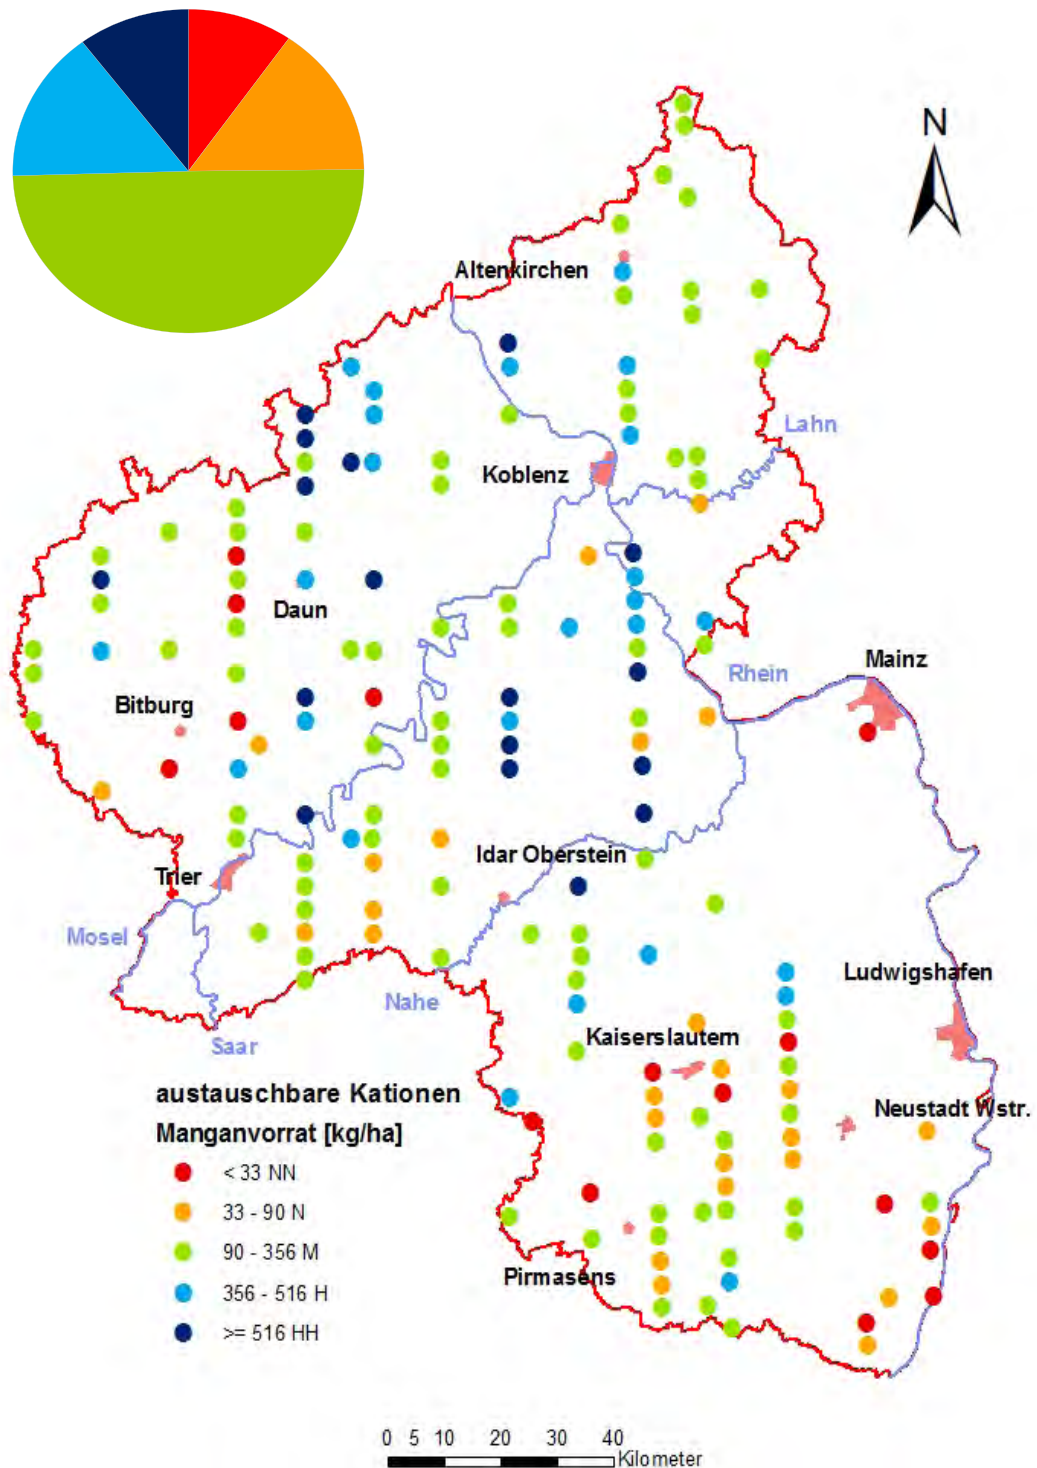 N
Altenkirchen
Lahn
Koblenz
Daun
Rhein
Mainz
Bitburg
Idar Oberstein
Trier
Mosel
Ludwigshafen
Nahe
Kaiserslautern
Saar
austauschbare Kationen
Neustadt Wstr.
Manganvorrat [kg/ha]
< 33 NN
33 - 90 N
90 - 356 M
356 - 516 H
>= 516 HH
Pirmasens
0 5 10 20 30 40
Kilometer